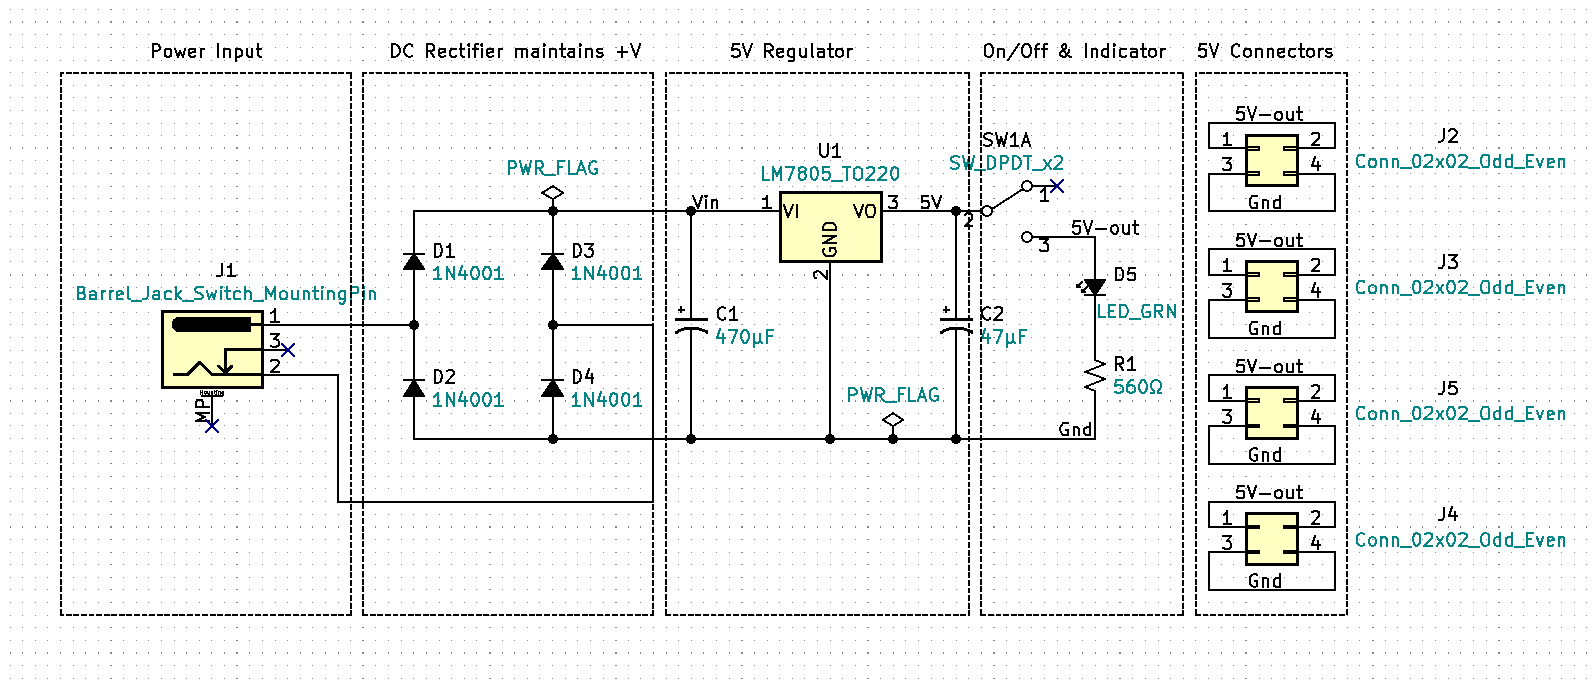 Power Input
DC Rectifier maintains +V
5V Regulator
On/Off & Indicator
5V Connectors
J1
Barrel_Jack_Switch_MountingPin
1
3
2
MP
PWR_FLAG
D1
1N4001
D3
1N4001
D2
1N4001
D4
1N4001
Vin
U1
LM7805_TO220
1
VI
VO
3
GND
2
5V
+
C1
470µF
+
C2
47µF
PWR_FLAG
SW1A
SW_DPDT_x2
1
2
3
5V-out
D5
LED_GRN
R1
560Ω
Gnd
5V-out
1 2
3 4
Gnd
J2
Conn_02x02_Odd_Even
5V-out
1 2
3 4
Gnd
J3
Conn_02x02_Odd_Even
5V-out
1 2
3 4
Gnd
J5
Conn_02x02_Odd_Even
5V-out
1 2
3 4
Gnd
J4
Conn_02x02_Odd_Even